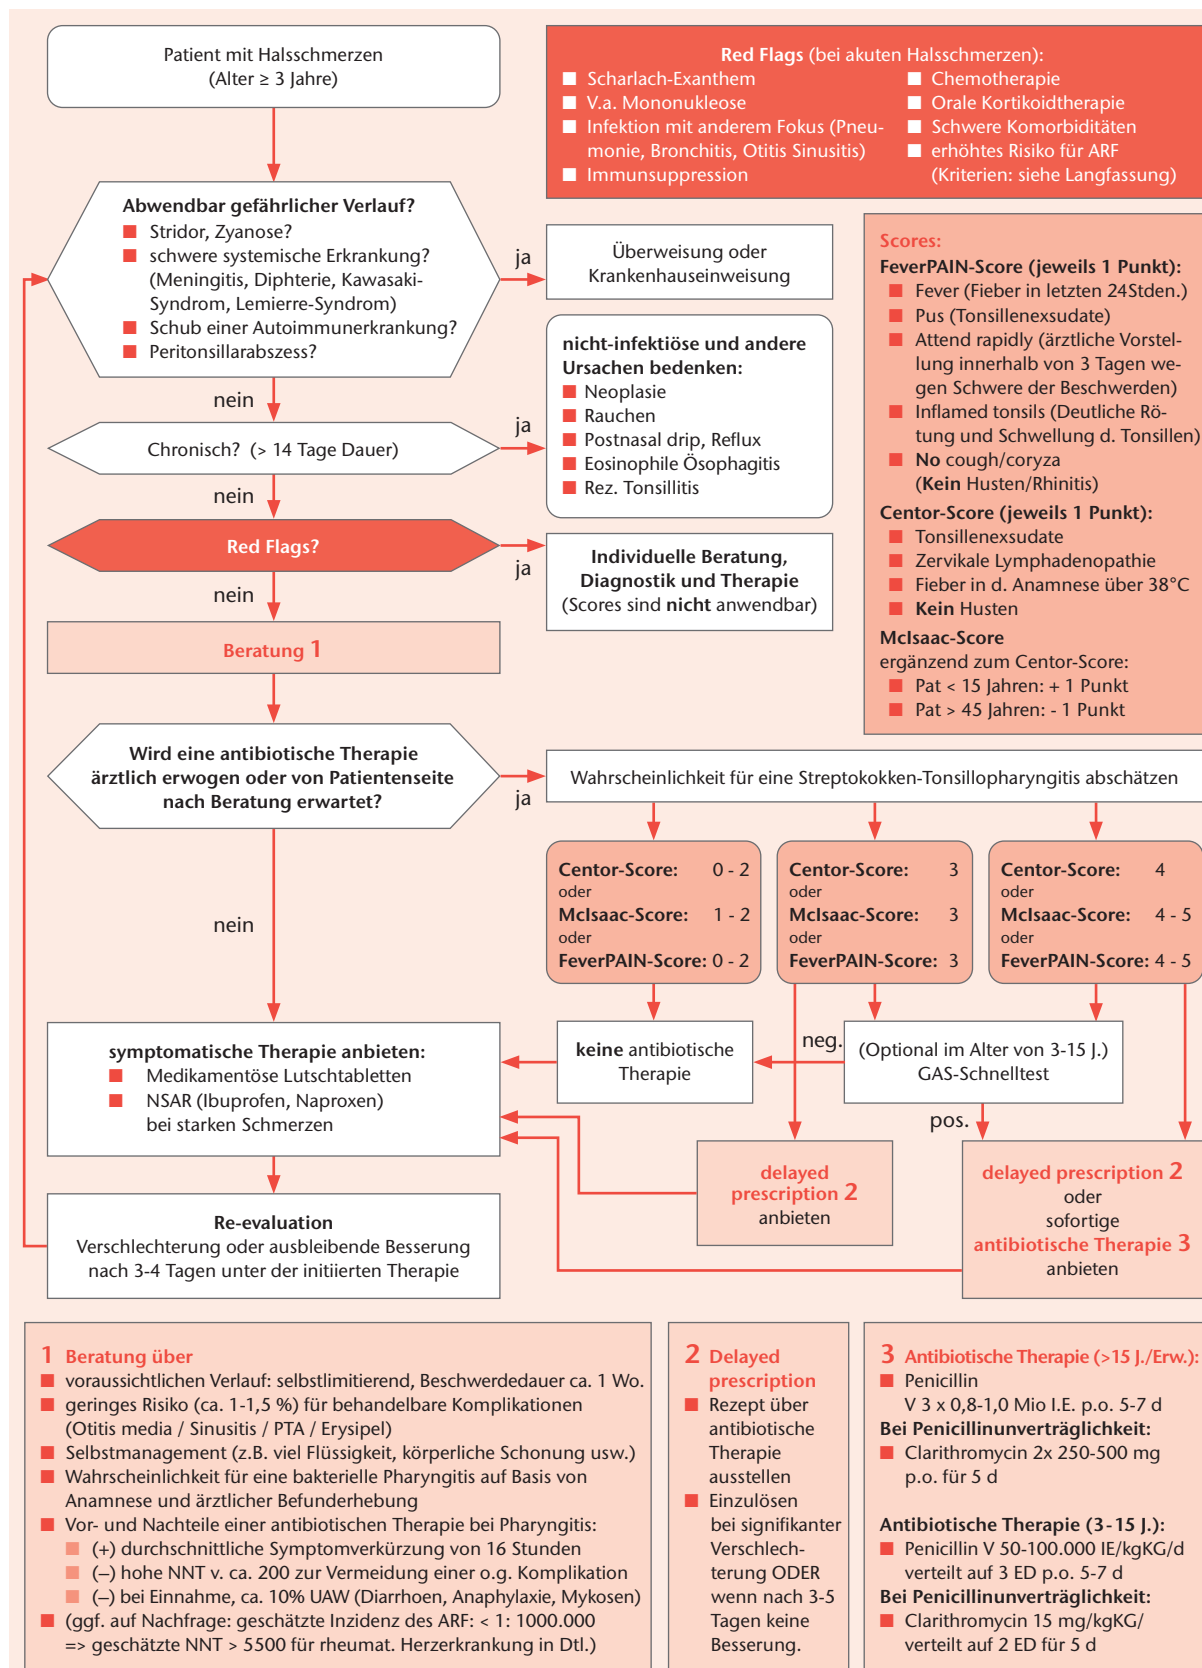 Patient mit Halsschmerzen
(Alter ≥ 3 Jahre)
Red Flags (bei akuten Halsschmerzen):
Scharlach-Exanthem
V.a. Mononukleose
Infektion mit anderem Fokus (Pneu-
monie, Bronchitis, Otitis Sinusitis)
Immunsuppression
Chemotherapie
Orale Kortikoidtherapie
Schwere Komorbiditäten
erhöhtes Risiko für ARF
(Kriterien: siehe Langfassung)
Abwendbar gefährlicher Verlauf?
Stridor, Zyanose?
schwere systemische Erkrankung?
(Meningitis, Diphterie, Kawasaki-
Syndrom, Lemierre-Syndrom)
Schub einer Autoimmunerkrankung?
Peritonsillarabszess?
ja
Überweisung oder
Krankenhauseinweisung
nein
Chronisch? (> 14 Tage Dauer)
ja
nicht-infektiöse und andere
Ursachen bedenken:
Neoplasie
Rauchen
Postnasal drip, Reflux
Eosinophile Ösophagitis
Rez. Tonsillitis
nein
Red Flags?
ja
Individuelle Beratung,
Diagnostik und Therapie
(Scores sind nicht anwendbar)
nein
Beratung 1
Scores:
FeverPAIN-Score (jeweils 1 Punkt):
Fever (Fieber in letzten 24Stden.)
Pus (Tonsillenexsudate)
Attend rapidly (ärztliche Vorstel-
lung innerhalb von 3 Tagen we-
gen Schwere der Beschwerden)
Inflamed tonsils (Deutliche Rö-
tung und Schwellung d. Tonsillen)
No cough/coryza
(Kein Husten/Rhinitis)
Centor-Score (jeweils 1 Punkt):
Tonsillenexsudate
Zervikale Lymphadenopathie
Fieber in d. Anamnese über 38°C
Kein Husten
McIsaac-Score
ergänzend zum Centor-Score:
Pat < 15 Jahren: + 1 Punkt
Pat > 45 Jahren: - 1 Punkt
Wird eine antibiotische Therapie
ärztlich erwogen oder von Patientenseite
nach Beratung erwartet?
ja
Wahrscheinlichkeit für eine Streptokokken-Tonsillopharyngitis abschätzen
Centor-Score: 0 - 2
oder
McIsaac-Score: 1 - 2
oder
FeverPAIN-Score: 0 - 2
Centor-Score: 3
oder
McIsaac-Score: 3
oder
FeverPAIN-Score: 3
Centor-Score: 4
oder
McIsaac-Score: 4 - 5
oder
FeverPAIN-Score: 4 - 5
nein
symptomatische Therapie anbieten:
Medikamentöse Lutschtabletten
NSAR (Ibuprofen, Naproxen)
bei starken Schmerzen
keine antibiotische
Therapie
neg.
(Optional im Alter von 3-15 J.)
GAS-Schnelltest
pos.
delayed
prescription 2
anbieten
delayed prescription 2
oder
sofortige
antibiotische Therapie 3
anbieten
Re-evaluation
Verschlechterung oder ausbleibende Besserung
nach 3-4 Tagen unter der initiierten Therapie
1 Beratung über
voraussichtlichen Verlauf: selbstlimitierend, Beschwerdedauer ca. 1 Wo.
geringes Risiko (ca. 1-1,5 %) für behandelbare Komplikationen
(Otitis media / Sinusitis / PTA / Erysipel)
Selbstmanagement (z.B. viel Flüssigkeit, körperliche Schonung usw.)
Wahrscheinlichkeit für eine bakterielle Pharyngitis auf Basis von
Anamnese und ärztlicher Befunderhebung
Vor- und Nachteile einer antibiotischen Therapie bei Pharyngitis:
(+) durchschnittliche Symptomverkürzung von 16 Stunden
(–) hohe NNT v. ca. 200 zur Vermeidung einer o.g. Komplikation
(–) bei Einnahme, ca. 10% UAW (Diarrhoen, Anaphylaxie, Mykosen)
(ggf. auf Nachfrage: geschätzte Inzidenz des ARF: < 1: 1000.000
=> geschätzte NNT > 5500 für rheumat. Herzerkrankung in Dtl.)
2 Delayed
prescription
Rezept über
antibiotische
Therapie
ausstellen
Einzulösen
bei signifikanter
Verschlech-
terung ODER
wenn nach 3-5
Tagen keine
Besserung.
3 Antibiotische Therapie (>15 J./Erw.):
Penicillin
V 3 x 0,8-1,0 Mio I.E. p.o. 5-7 d
Bei Penicillinunverträglichkeit:
Clarithromycin 2x 250-500 mg
p.o. für 5 d
Antibiotische Therapie (3-15 J.):
Penicillin V 50-100.000 IE/kgKG/d
verteilt auf 3 ED p.o. 5-7 d
Bei Penicillinunverträglichkeit:
Clarithromycin 15 mg/kgKG/
verteilt auf 2 ED für 5 d